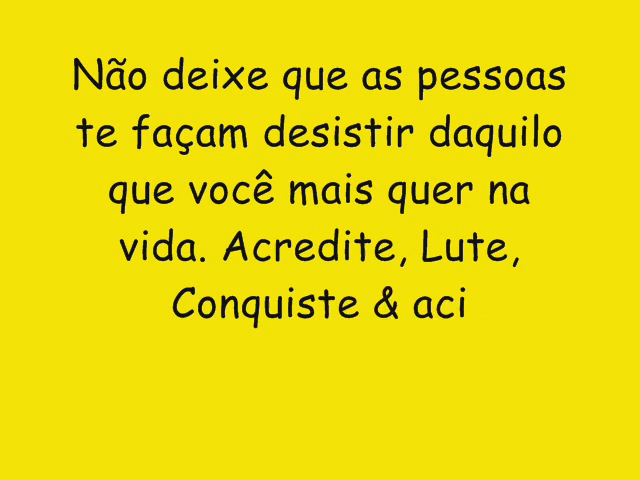 Não deixe que as pessoas
te façam desistir daquilo
que você mais quer na
vida. Acredite, Lute,
Conquiste & aci